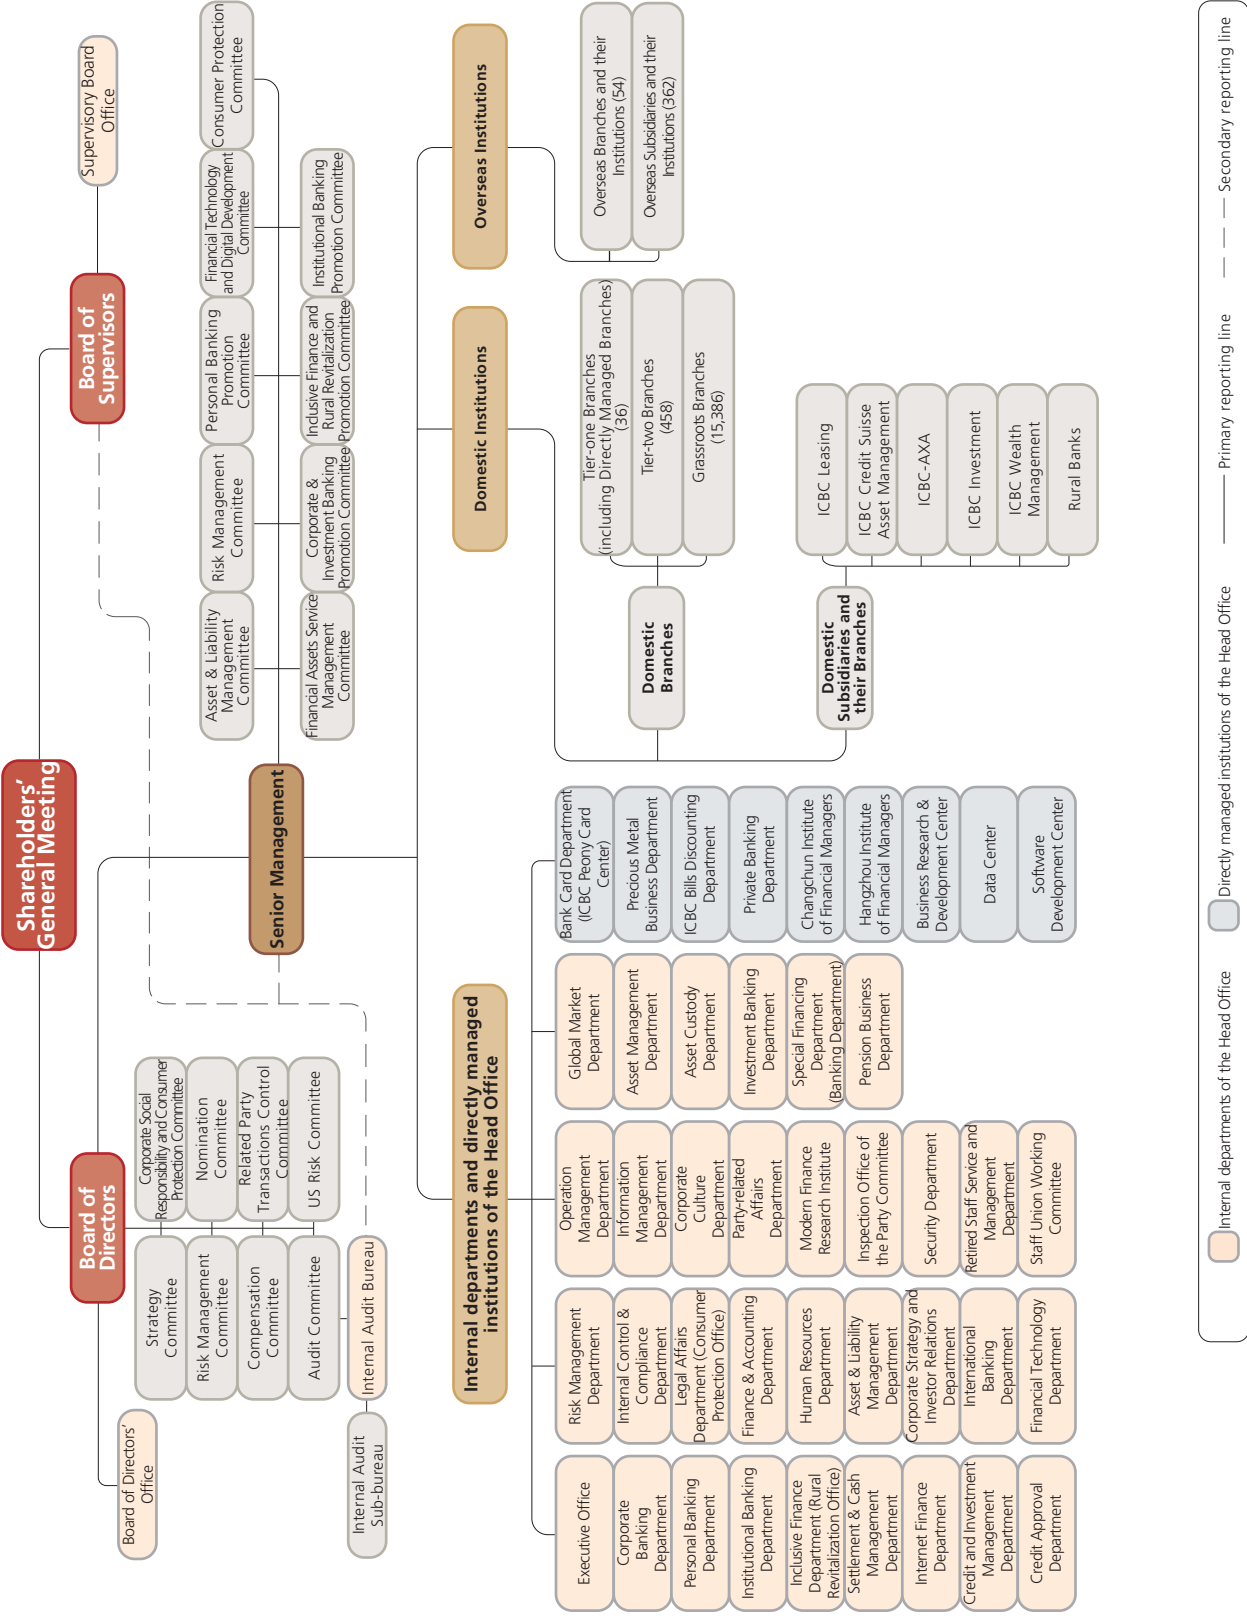 Shareholders’
General Meeting
Board of
Directors
Board of
Supervisors
Board of Directors’
Office
Supervisory Board
Office
Strategy
Committee
Corporate Social
Responsiblity and Consumer
Protection Committee
Risk Management
Committee
Nomination
Committee
Compensation
Committee
Related Party
Transactions Control
Committee
Audit Committee
US Risk Committee
Internal Audit Bureau
Internal Audit
Sub-bureau
Senior Management
Asset & Liability
Management
Committee
Risk Management
Committee
Personal Banking
Promotion
Committee
Financial Technology
and Digital Development
Committee
Consumer Protection
Committee
Financial Assets Service
Management
Committee
Corporate &
Investment Banking
Promotion Committee
Inclusive Finance and
Rural Revitalization
Promotion Committee
Institutional Banking
Promotion Committee
Internal departments and directly managed
institutions of the Head Office
Domestic Institutions
Overseas Institutions
Executive Office
Corporate
Banking
Department
Personal Banking
Department
Institutional Banking
Department
Inclusive Finance
Department (Rural
Revitalization Office)
Settlement & Cash
Management
Department
Internet Finance
Department
Credit and Investment
Management
Department
Credit Approval
Department
Risk Management
Department
Internal Control &
Compliance
Department
Legal Affairs
Department (Consumer
Protection Office)
Finance & Accounting
Department
Human Resources
Department
Asset & Liability
Management
Department
Corporate Strategy and
Investor Relations
Department
International
Banking
Department
Financial Technology
Department
Operation
Management
Department
Information
Management
Department
Corporate
Culture
Department
Party-related
Affairs
Department
Modern Finance
Research Institute
Inspection Office of
the Party Committee
Security Department
Retired Staff Service and
Management
Department
Staff Union Working
Committee
Global Market
Department
Asset Management
Department
Asset Custody
Department
Investment Banking
Department
Special Financing
Department
(Banking Department)
Pension Business
Department
Bank Card Department
(ICBC Peony Card
Center)
Precious Metal
Business Department
ICBC Bills Discounting
Department
Private Banking
Department
Changchun Institute
of Financial Managers
Hangzhou Institute
of Financial Managers
Business Research &
Development Center
Data Center
Software
Development Center
Domestic
Branches
Tier-one Branches
(including Directly Managed Branches)
(36)
Tier-two Branches
(458)
Grassroots Branches
(15,386)
Domestic
Subsidiaries and
their Branches
ICBC Leasing
ICBC Credit Suisse
Asset Management
ICBC-AXA
ICBC Investment
ICBC Wealth
Management
Rural Banks
Overseas Branches and their
Institutions (54)
Overseas Subsidiaries and their
Institutions (362)
Internal departments of the Head Office
Directly managed institutions of the Head Office
Primary reporting line
Secondary reporting line